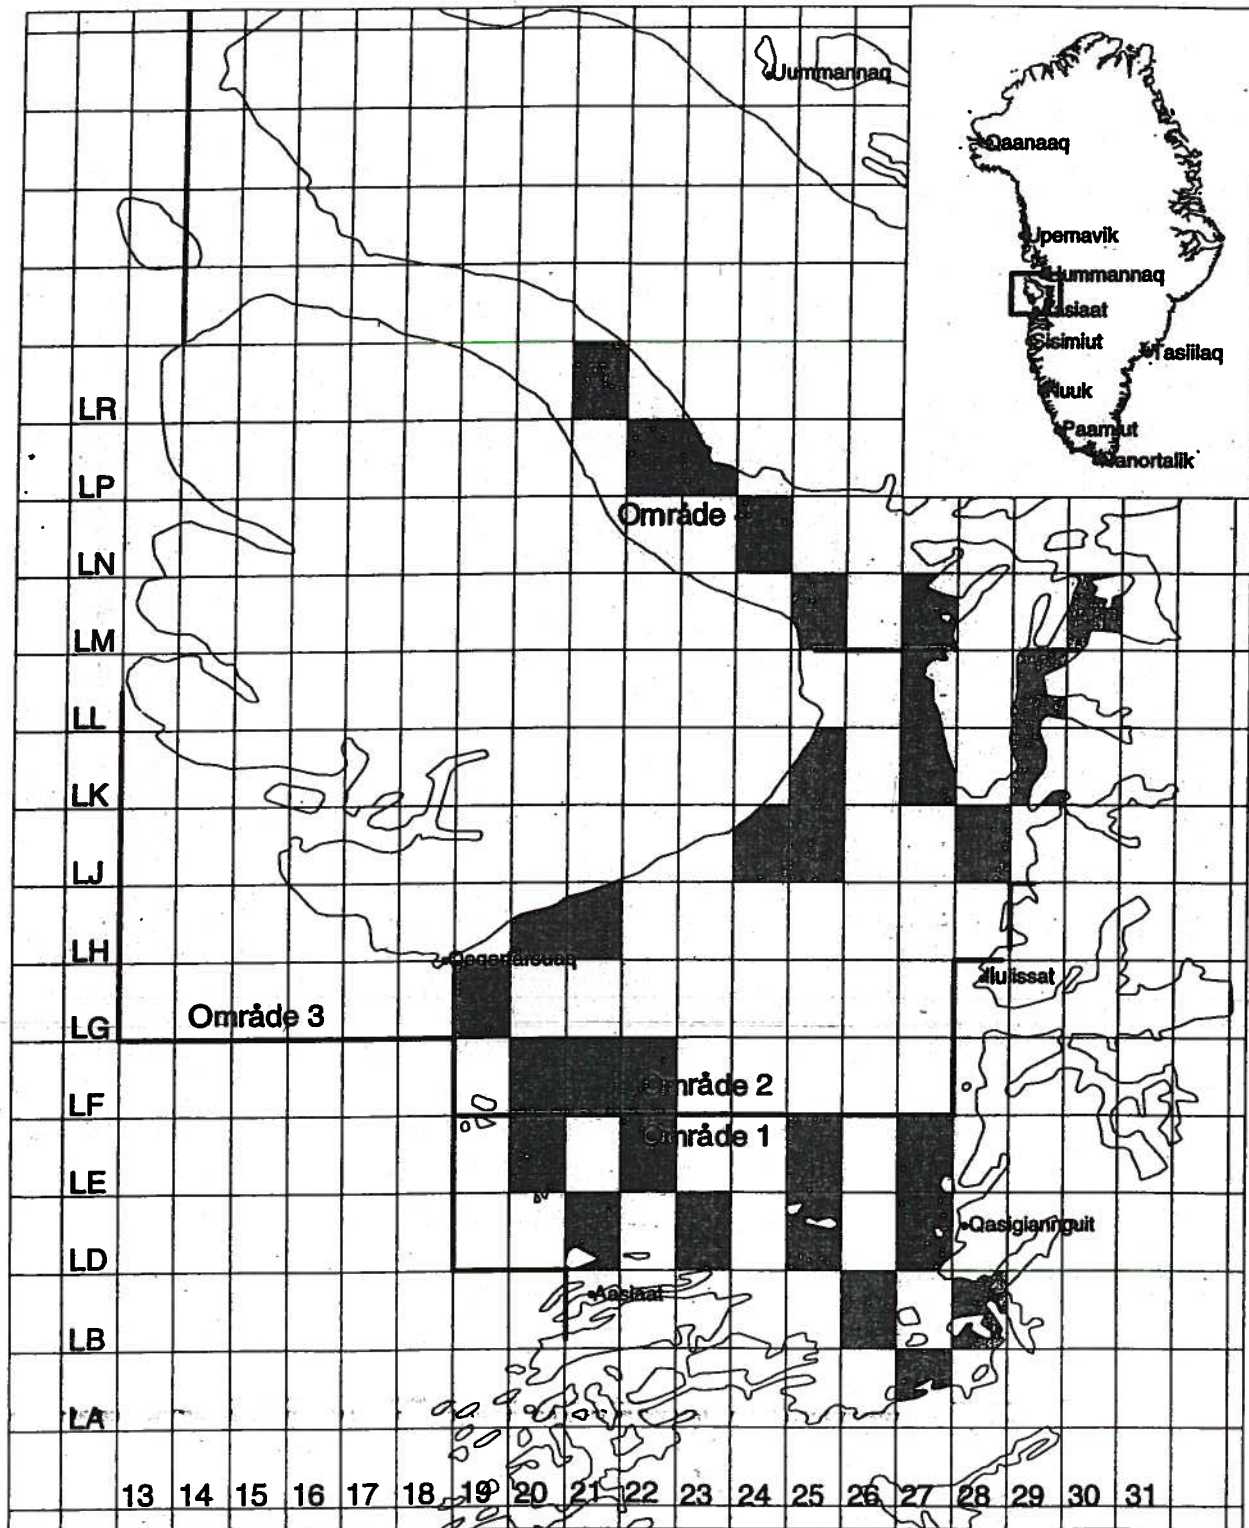 Uummannaq
Qaanaaq
Upernavik
Uummannaq
Aasiaat
Sisimiut
Tasiilaq
Nuuk
Paamiut
Nanortalik
LR
LP
Område
LN
LM
LL
LK
LJ
LH
Qeqertarsuaq
Ilulissat
LG
Område 3
LF
Område 2
Område 1
LE
Qasigiannguit
LD
Aasiaat
LB
LA
13 14 15 16 17 18 19 20 21 22 23 24 25 26 27 28 29 30 31